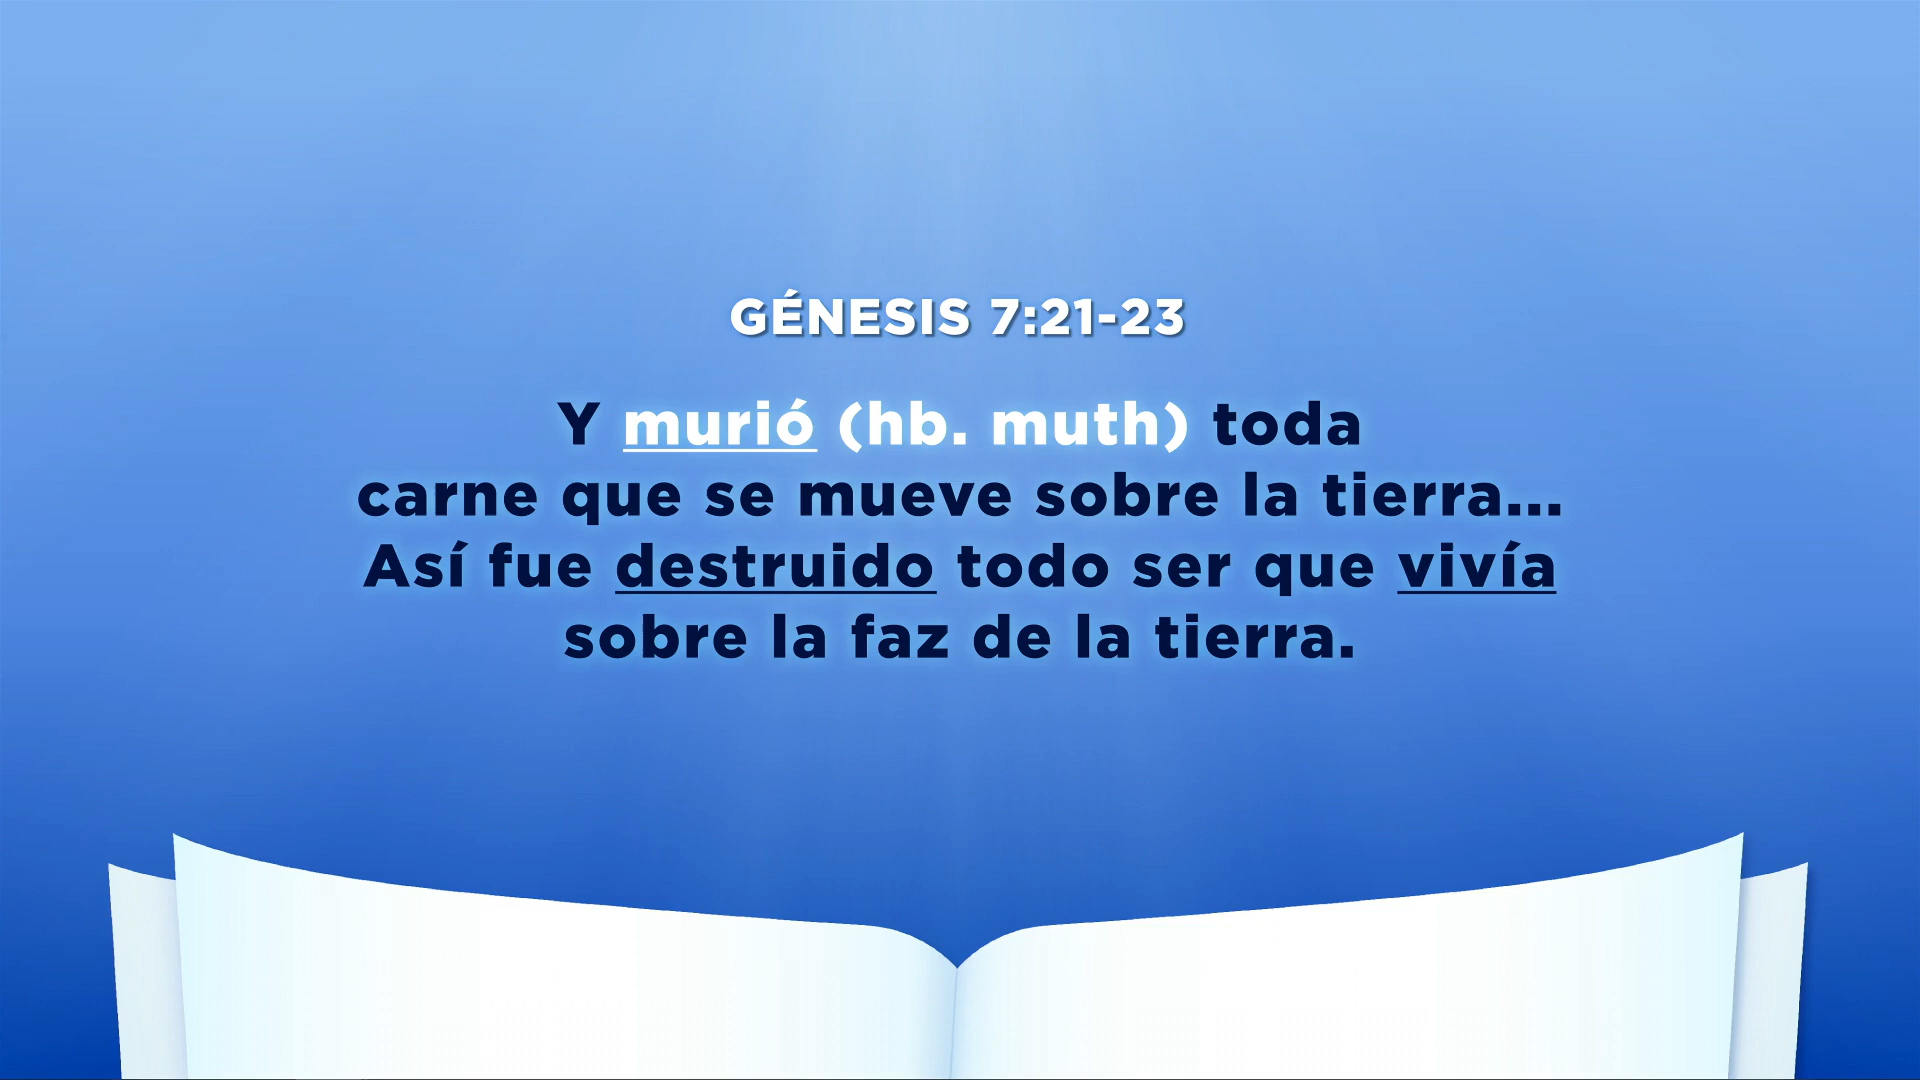 GÉNESIS 7:21-23
Y murió (hb. muth) toda
carne que se mueve sobre la tierra...
Así fue destruido todo ser que vivía
sobre la faz de la tierra.